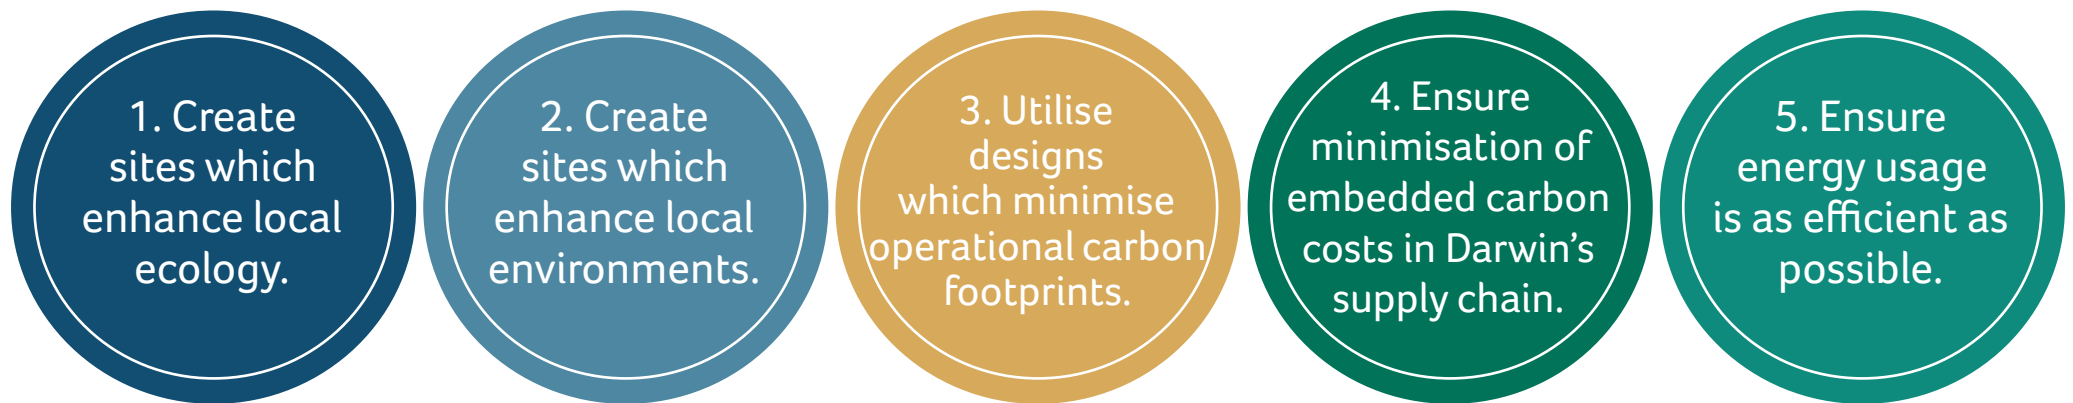 1. Create
sites which
enhance local
ecology.
2. Create
sites which
enhance local
environments.
3. Utilise
designs
which minimise
operational carbon
footprints.
4. Ensure
minimisation of
embedded carbon
costs in Darwin’s
supply chain.
5. Ensure
energy usage
is as efficient as
possible.